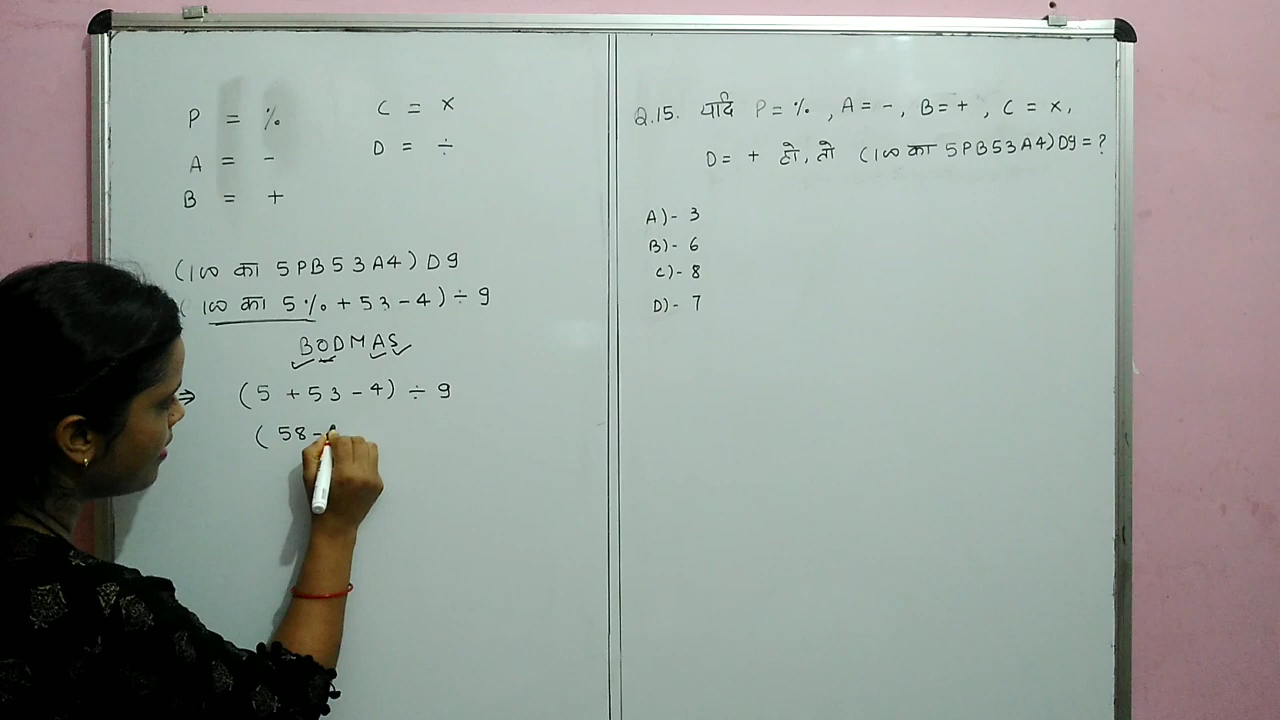 P = %
C = ×
A = -
D = ÷
B = +
(100 का 5PB53A4) D9
( 100 का 5 % + 53 - 4) ÷ 9
BODMAS
⇒ (5 + 53 - 4) ÷ 9
( 58 -
Q.15. यदि P = % , A = - , B = + , C = ×,
D = + हो, तो (100 का 5PB53A4) D9 = ?
A)- 3
B)- 6
C)- 8
D)- 7